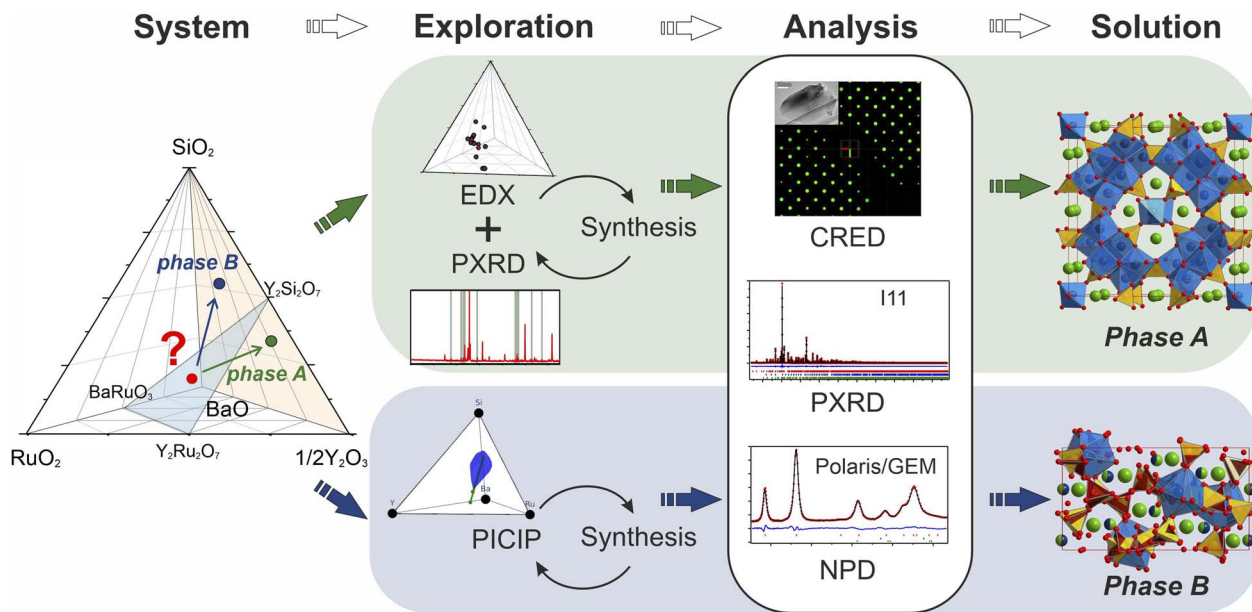 System
Exploration
Analysis
Solution
SiO₂
phase B
Y₂Si₂O₇
?
phase A
BaRuO₃
BaO
RuO₂
Y₂Ru₂O₇
1/2Y₂O₃
EDX
+
PXRD
Synthesis
CRED
I11
PXRD
Phase A
Si
Ba
Y
Ru
PICIP
Synthesis
Polaris/GEM
NPD
Phase B